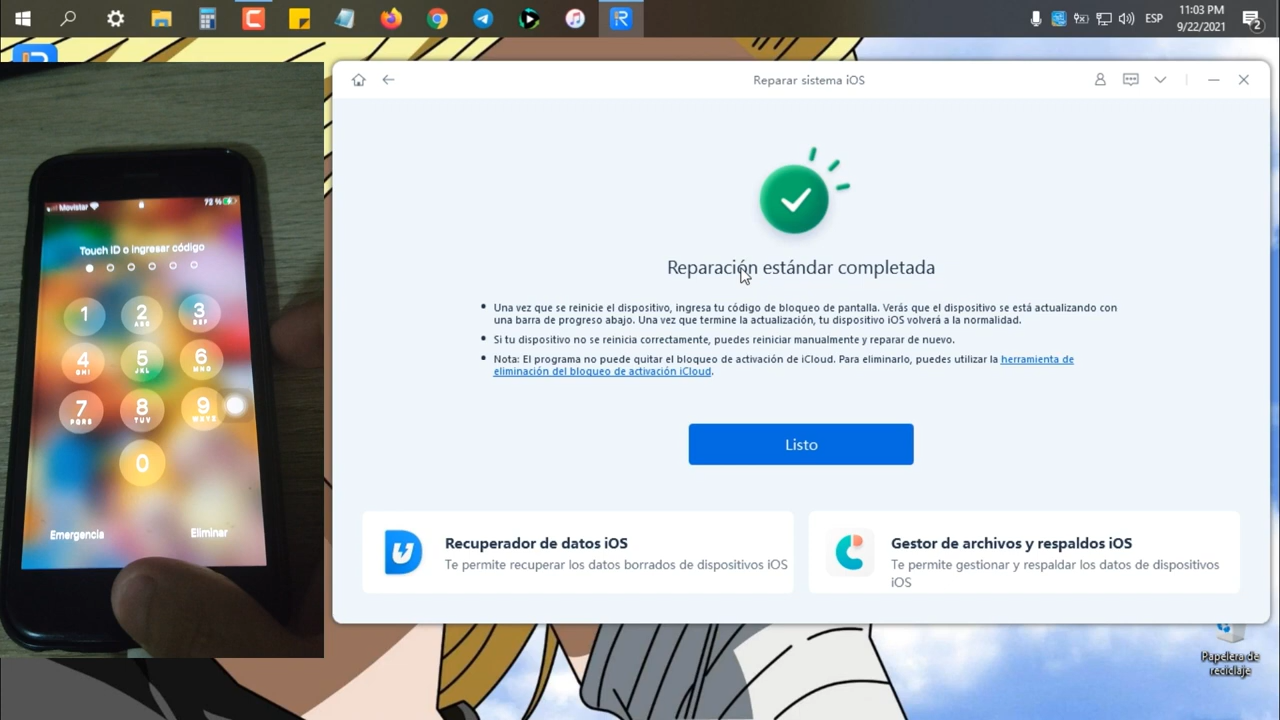 11:03 PM
ESP
9/22/2021
2
Reparar sistema iOS
Movistar
78 %
Touch ID o ingresar código
1
2
ABC
3
DEF
4
GHI
5
JKL
6
MNO
7
PQRS
8
TUV
9
WXYZ
0
Emergencia
Eliminar
Reparación estándar completada
• Una vez que se reinicie el dispositivo, ingresa tu código de bloqueo de pantalla. Verás que el dispositivo se está actualizando con
una barra de progreso abajo. Una vez que termine la actualización, tu dispositivo iOS volverá a la normalidad.
• Si tu dispositivo no se reinicia correctamente, puedes reiniciar manualmente y reparar de nuevo.
• Nota: El programa no puede quitar el bloqueo de activación de iCloud. Para eliminarlo, puedes utilizar la herramienta de
eliminación del bloqueo de activación iCloud.
Listo
Recuperador de datos iOS
Te permite recuperar los datos borrados de dispositivos iOS
Gestor de archivos y respaldos iOS
Te permite gestionar y respaldar los datos de dispositivos
iOS
Papelera de
reciclaje